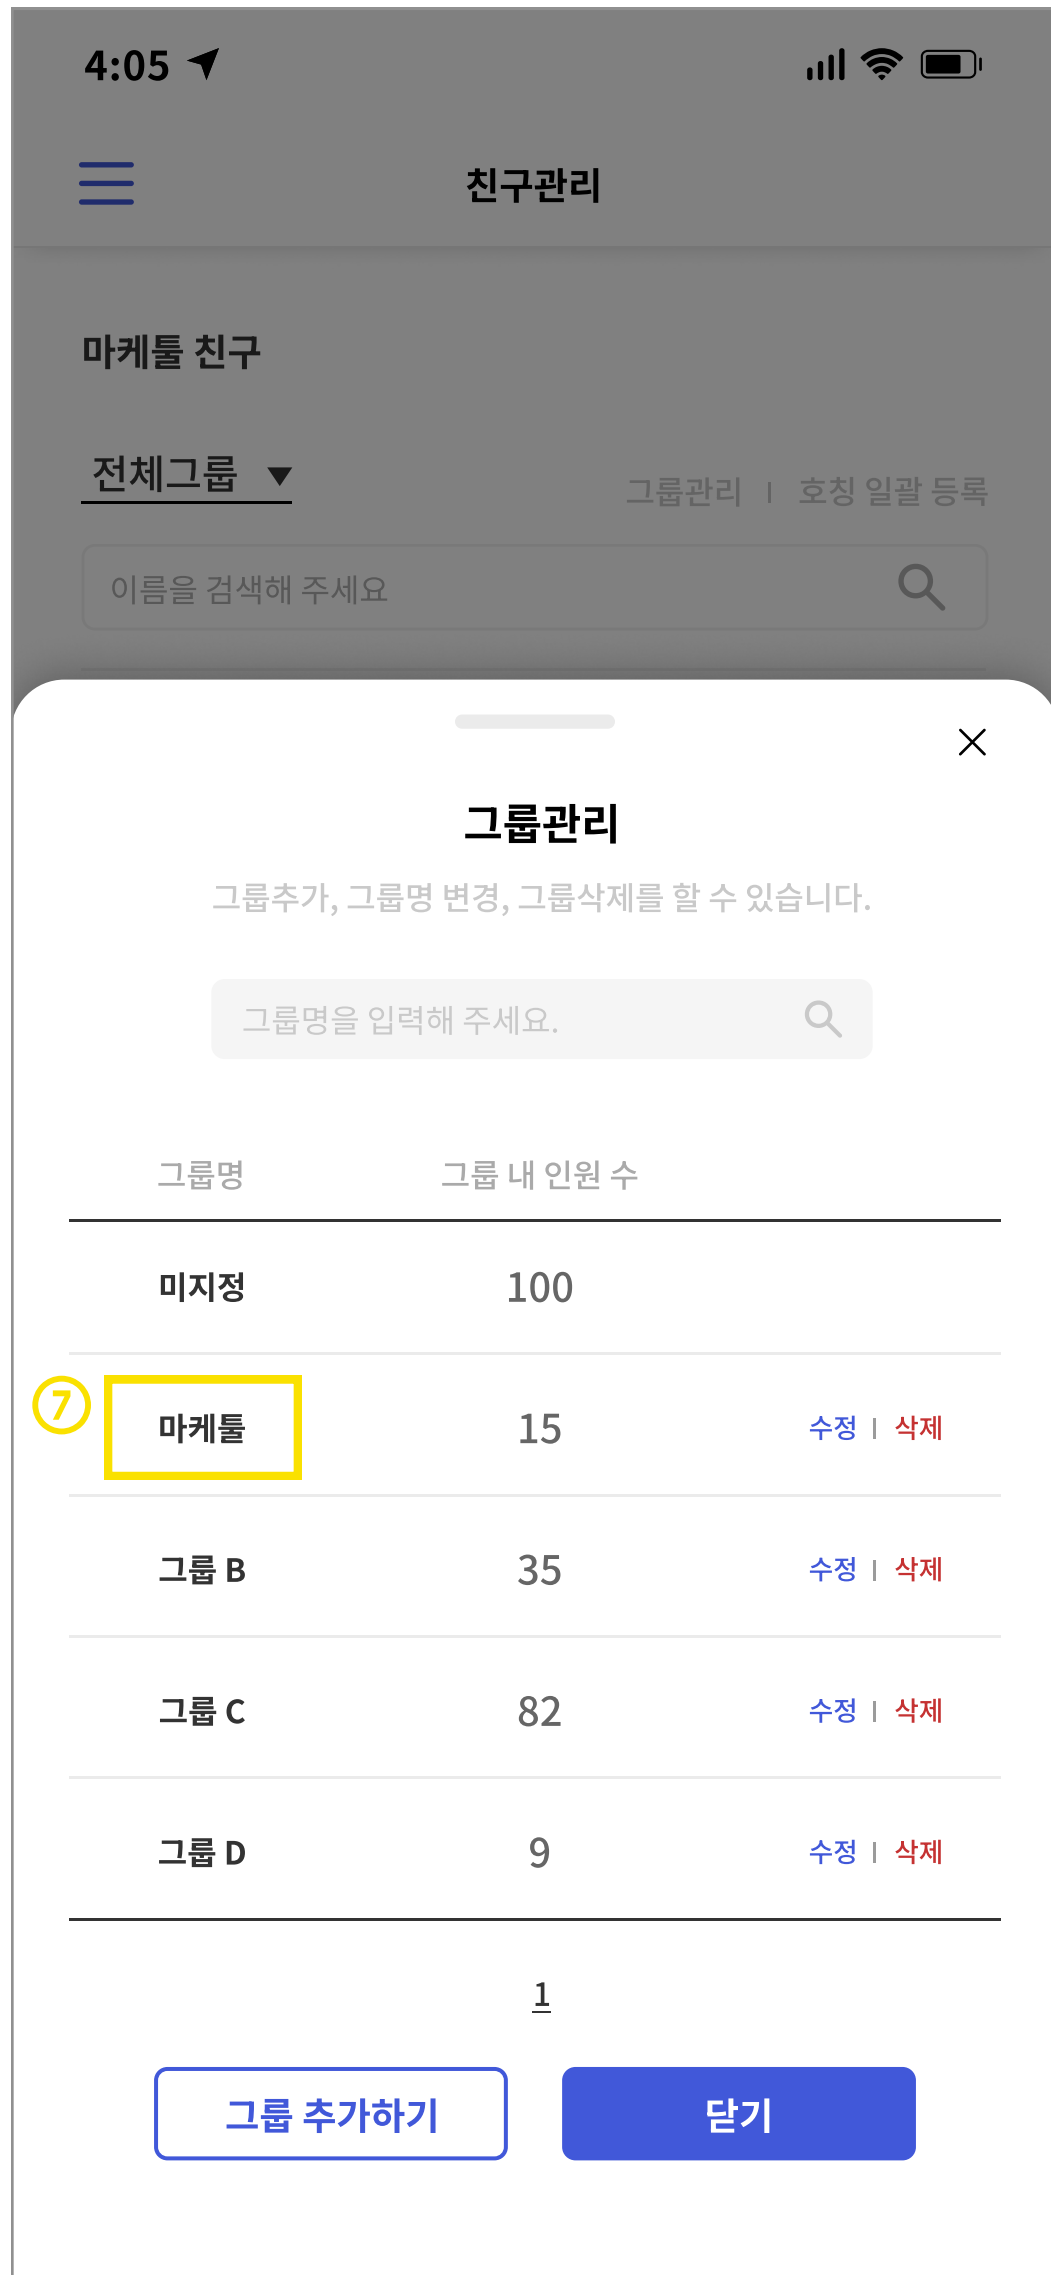 4:05
친구관리
마케툴 친구
전체그룹 ▼
그룹관리 | 호칭 일괄 등록
이름을 검색해 주세요
그룹관리
그룹추가, 그룹명 변경, 그룹삭제를 할 수 있습니다.
그룹명을 입력해 주세요.
그룹명 그룹 내 인원 수
미지정 100
⑦ 마케툴 15 수정 | 삭제
그룹 B 35 수정 | 삭제
그룹 C 82 수정 | 삭제
그룹 D 9 수정 | 삭제
1
그룹 추가하기 닫기